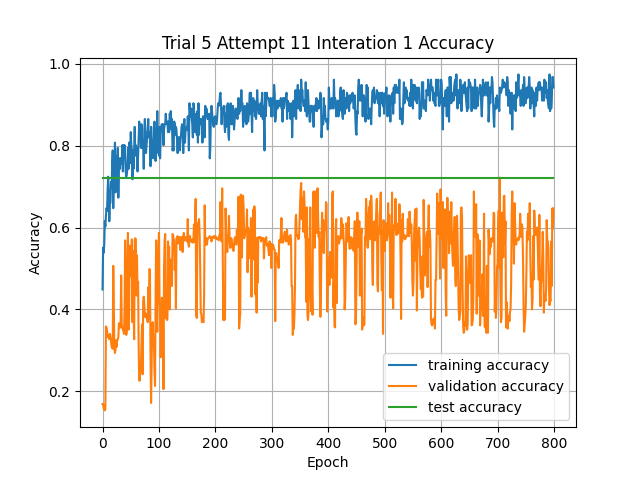 Trial 5 Attempt 11 Interation 1 Accuracy
1.0
0.8
0.6
0.4
0.2
Accuracy
training accuracy
validation accuracy
test accuracy
0 100 200 300 400 500 600 700 800
Epoch